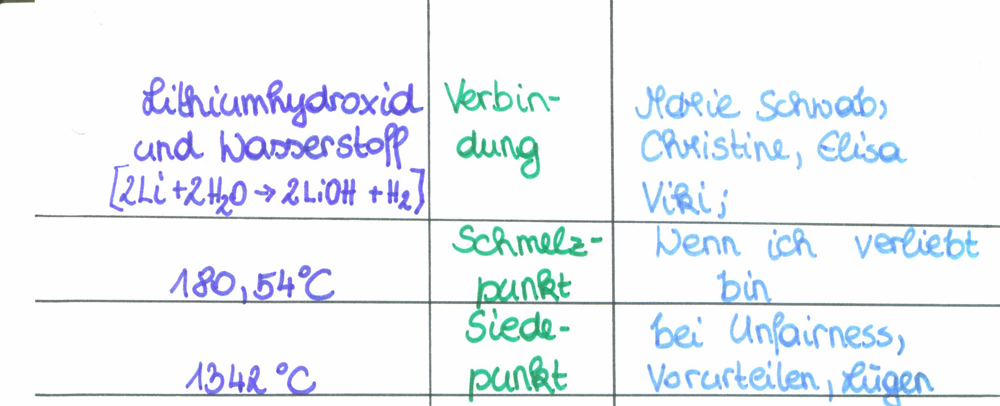 Lithiumhydroxid
und Wasserstoff
[2Li + 2H₂O → 2LiOH + H₂]
Verbin-
dung
Marie Schwab,
Christine, Elisa
Viki;
180,54°C
Schmelz-
punkt
Wenn ich verliebt
bin
1342 °C
Siede-
punkt
bei Unfairness,
Vorurteilen, Lügen